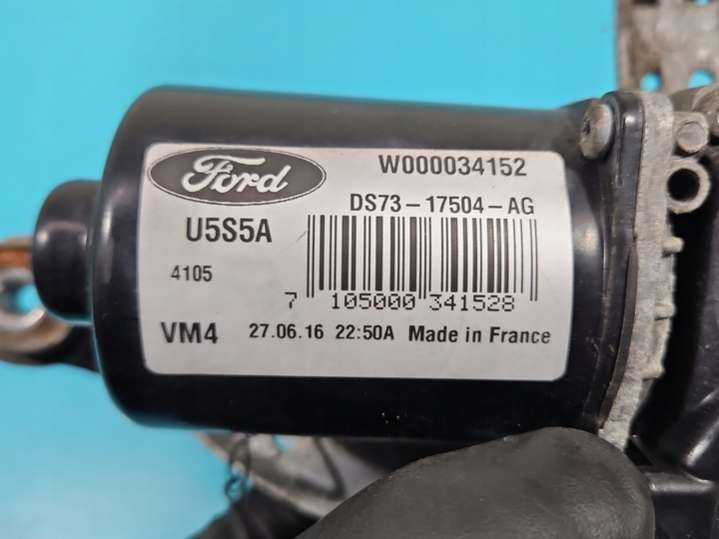 Ford
W000034152
DS73-17504-AG
U5S5A
4105
7 105000 341528
VM4 27.06.16 22:50A Made in France